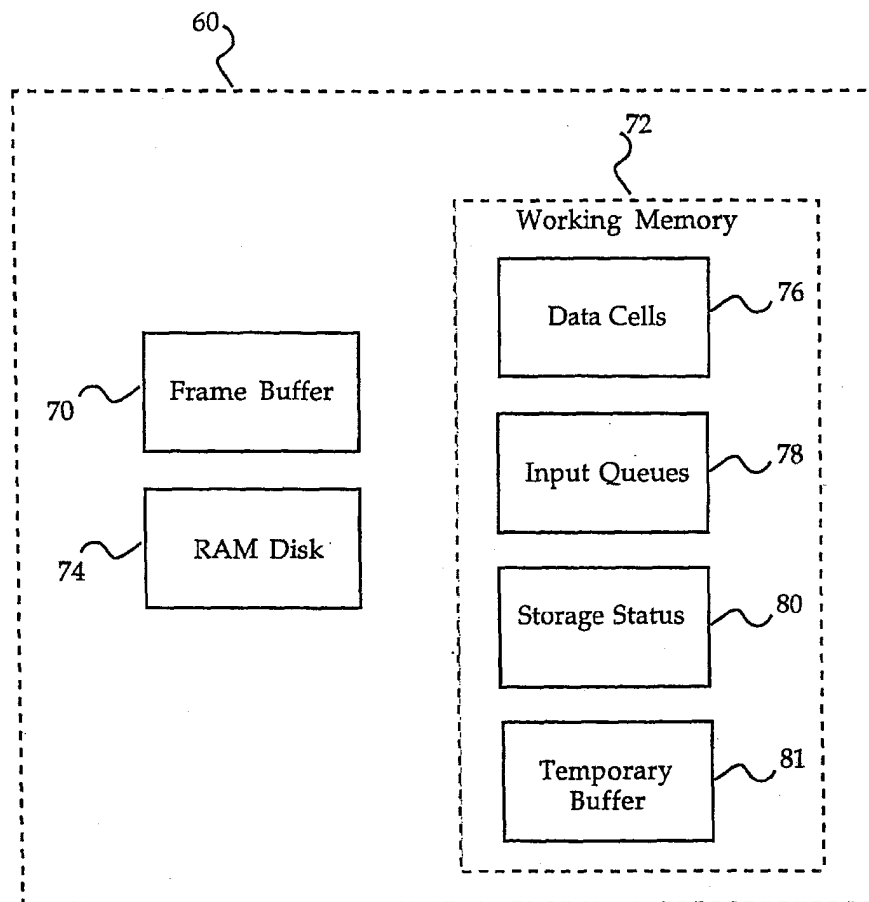 60
72
Working Memory
Data Cells
76
Frame Buffer
70
Input Queues
78
RAM Disk
74
Storage Status
80
Temporary
Buffer
81